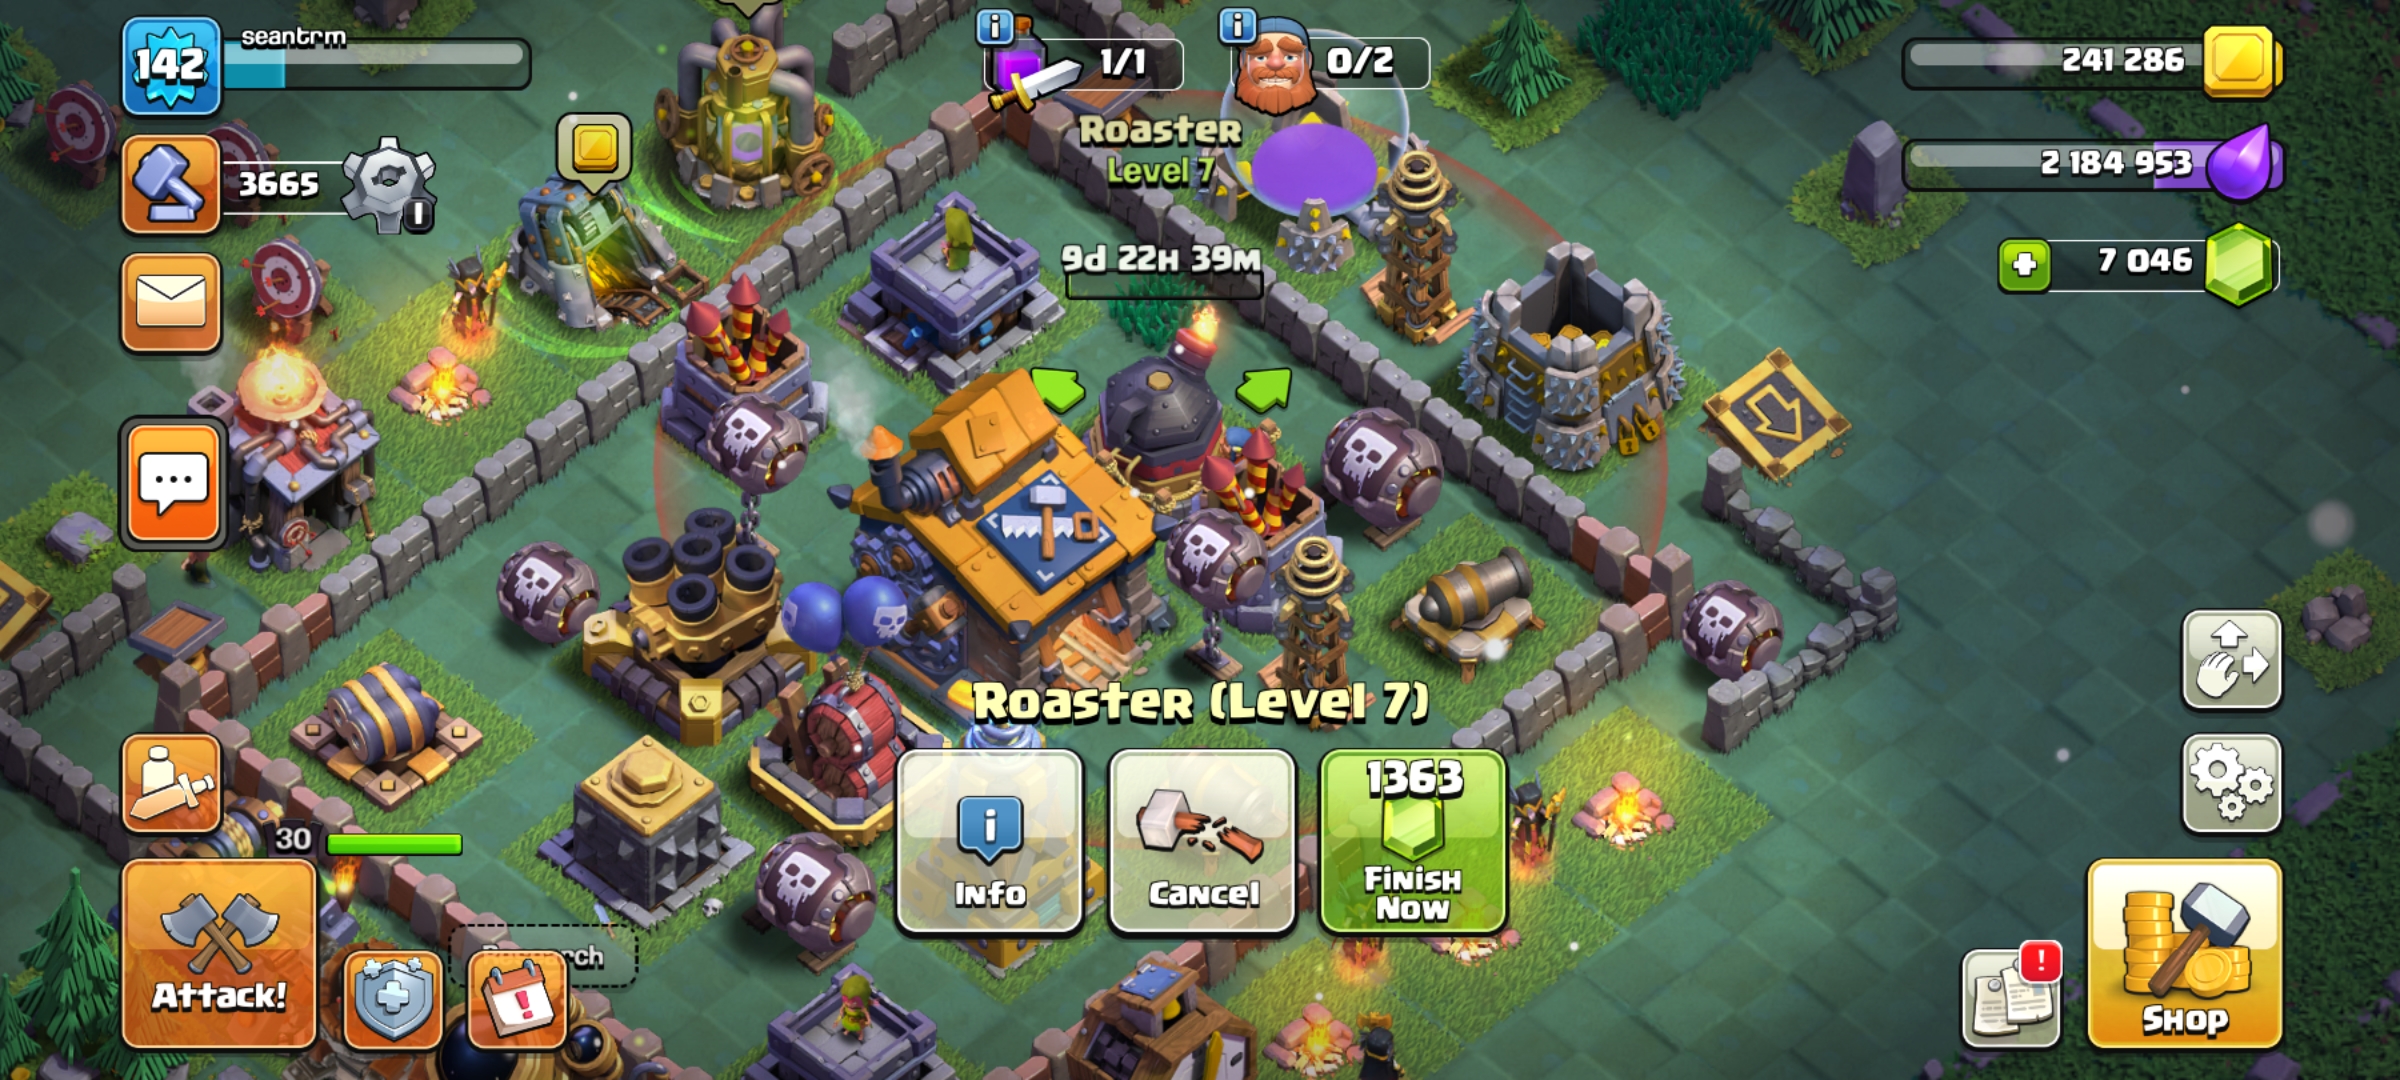 142
seantrm
1/1
0/2
241 286
3665
I
Roaster
Level 7
2 184 953
9d 22h 39m
7 046
Roaster (Level 7)
Info
Cancel
1363
Finish
Now
30
Attack!
!
Shop